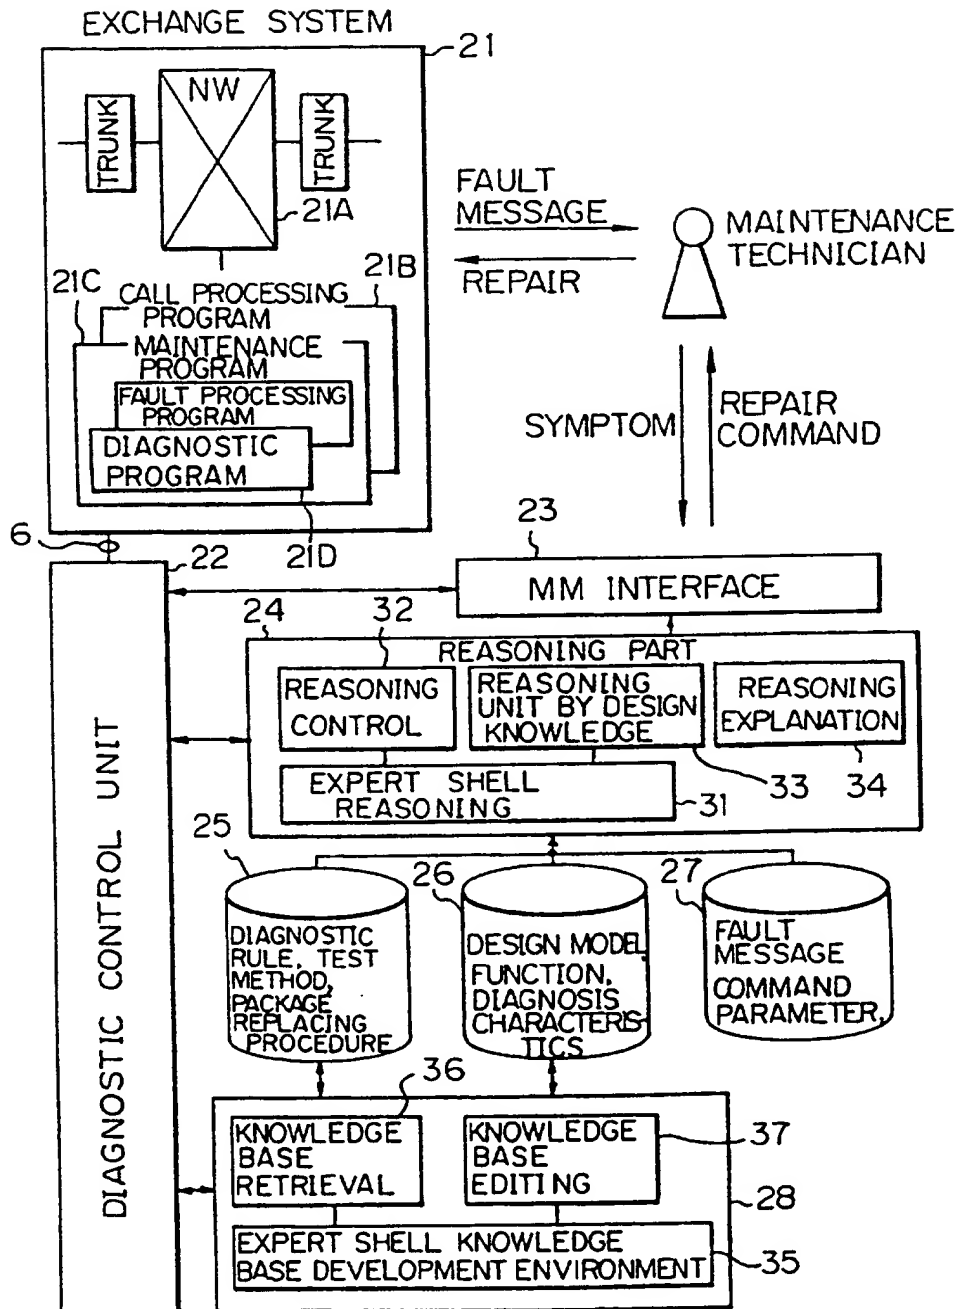 EXCHANGE SYSTEM
21
NW
TRUNK
TRUNK
21A
FAULT
MESSAGE
REPAIR
MAINTENANCE
TECHNICIAN
21C
21B
CALL PROCESSING
PROGRAM
MAINTENANCE
PROGRAM
FAULT PROCESSING
PROGRAM
DIAGNOSTIC
PROGRAM
21D
SYMPTOM
REPAIR
COMMAND
6
22
23
MM INTERFACE
24
32
REASONING PART
REASONING
CONTROL
REASONING
UNIT BY DESIGN
KNOWLEDGE
REASONING
EXPLANATION
EXPERT SHELL
REASONING
31
33
34
DIAGNOSTIC CONTROL UNIT
25
26
27
DIAGNOSTIC
RULE, TEST
METHOD,
PACKAGE
REPLACING
PROCEDURE
DESIGN MODEL
FUNCTION,
DIAGNOSIS
CHARACTERIS-
TICS
FAULT
MESSAGE
COMMAND
PARAMETER,
36
KNOWLEDGE
BASE
RETRIEVAL
KNOWLEDGE
BASE
EDITING
37
28
EXPERT SHELL KNOWLEDGE
BASE DEVELOPMENT ENVIRONMENT
35